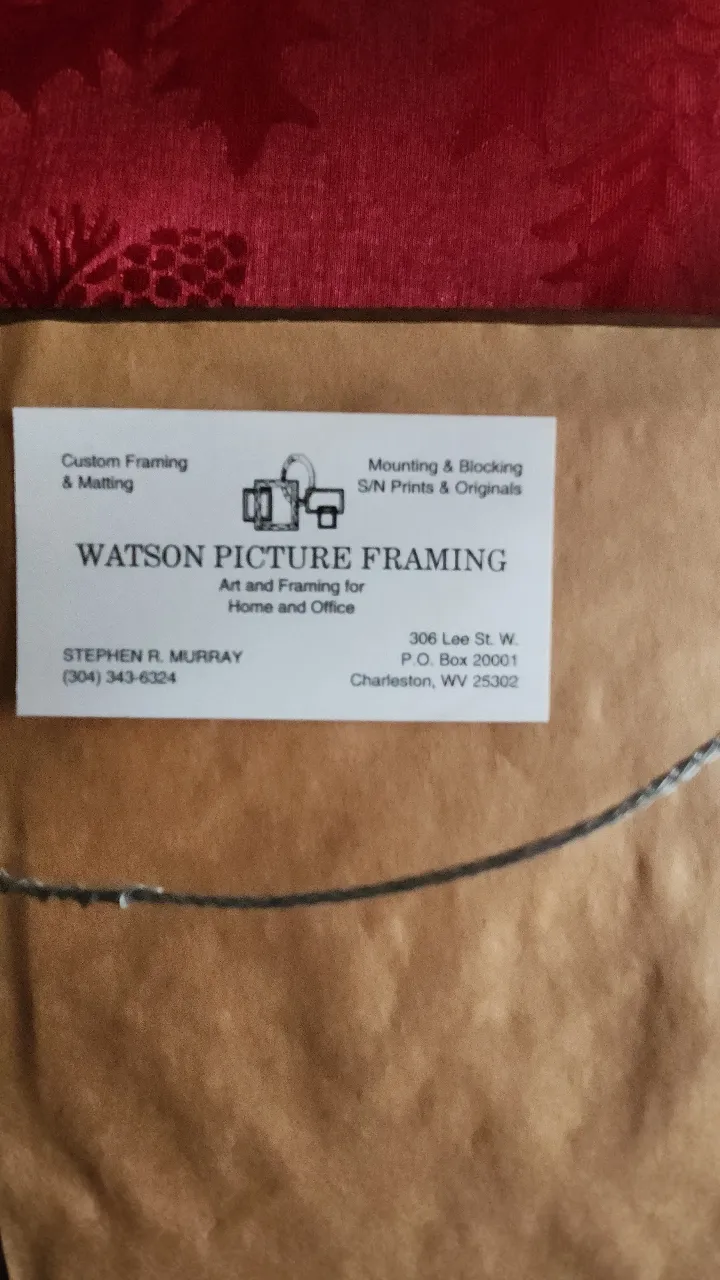 Custom Framing
& Matting
Mounting & Blocking
S/N Prints & Originals
WATSON PICTURE FRAMING
Art and Framing for
Home and Office
STEPHEN R. MURRAY
(304) 343-6324
306 Lee St. W.
P.O. Box 20001
Charleston, WV 25302